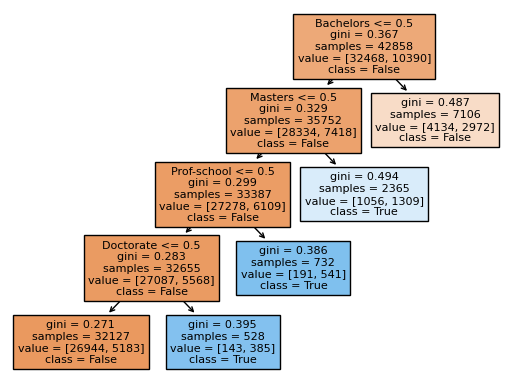 Bachelors <= 0.5
gini = 0.367
samples = 42858
value = [32468, 10390]
class = False
Masters <= 0.5
gini = 0.329
samples = 35752
value = [28334, 7418]
class = False
gini = 0.487
samples = 7106
value = [4134, 2972]
class = False
Prof-school <= 0.5
gini = 0.299
samples = 33387
value = [27278, 6109]
class = False
gini = 0.494
samples = 2365
value = [1056, 1309]
class = True
Doctorate <= 0.5
gini = 0.283
samples = 32655
value = [27087, 5568]
class = False
gini = 0.386
samples = 732
value = [191, 541]
class = True
gini = 0.271
samples = 32127
value = [26944, 5183]
class = False
gini = 0.395
samples = 528
value = [143, 385]
class = True